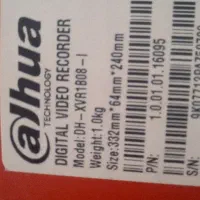 alhua
TECHNOLOGY
DIGITAL VIDEO RECORDER
Model: DH-XVR1B08-I
Weight: 1.0kg
Size: 332mm*64mm*240mm
P/N:
1.0.01.01.16095
S/N: